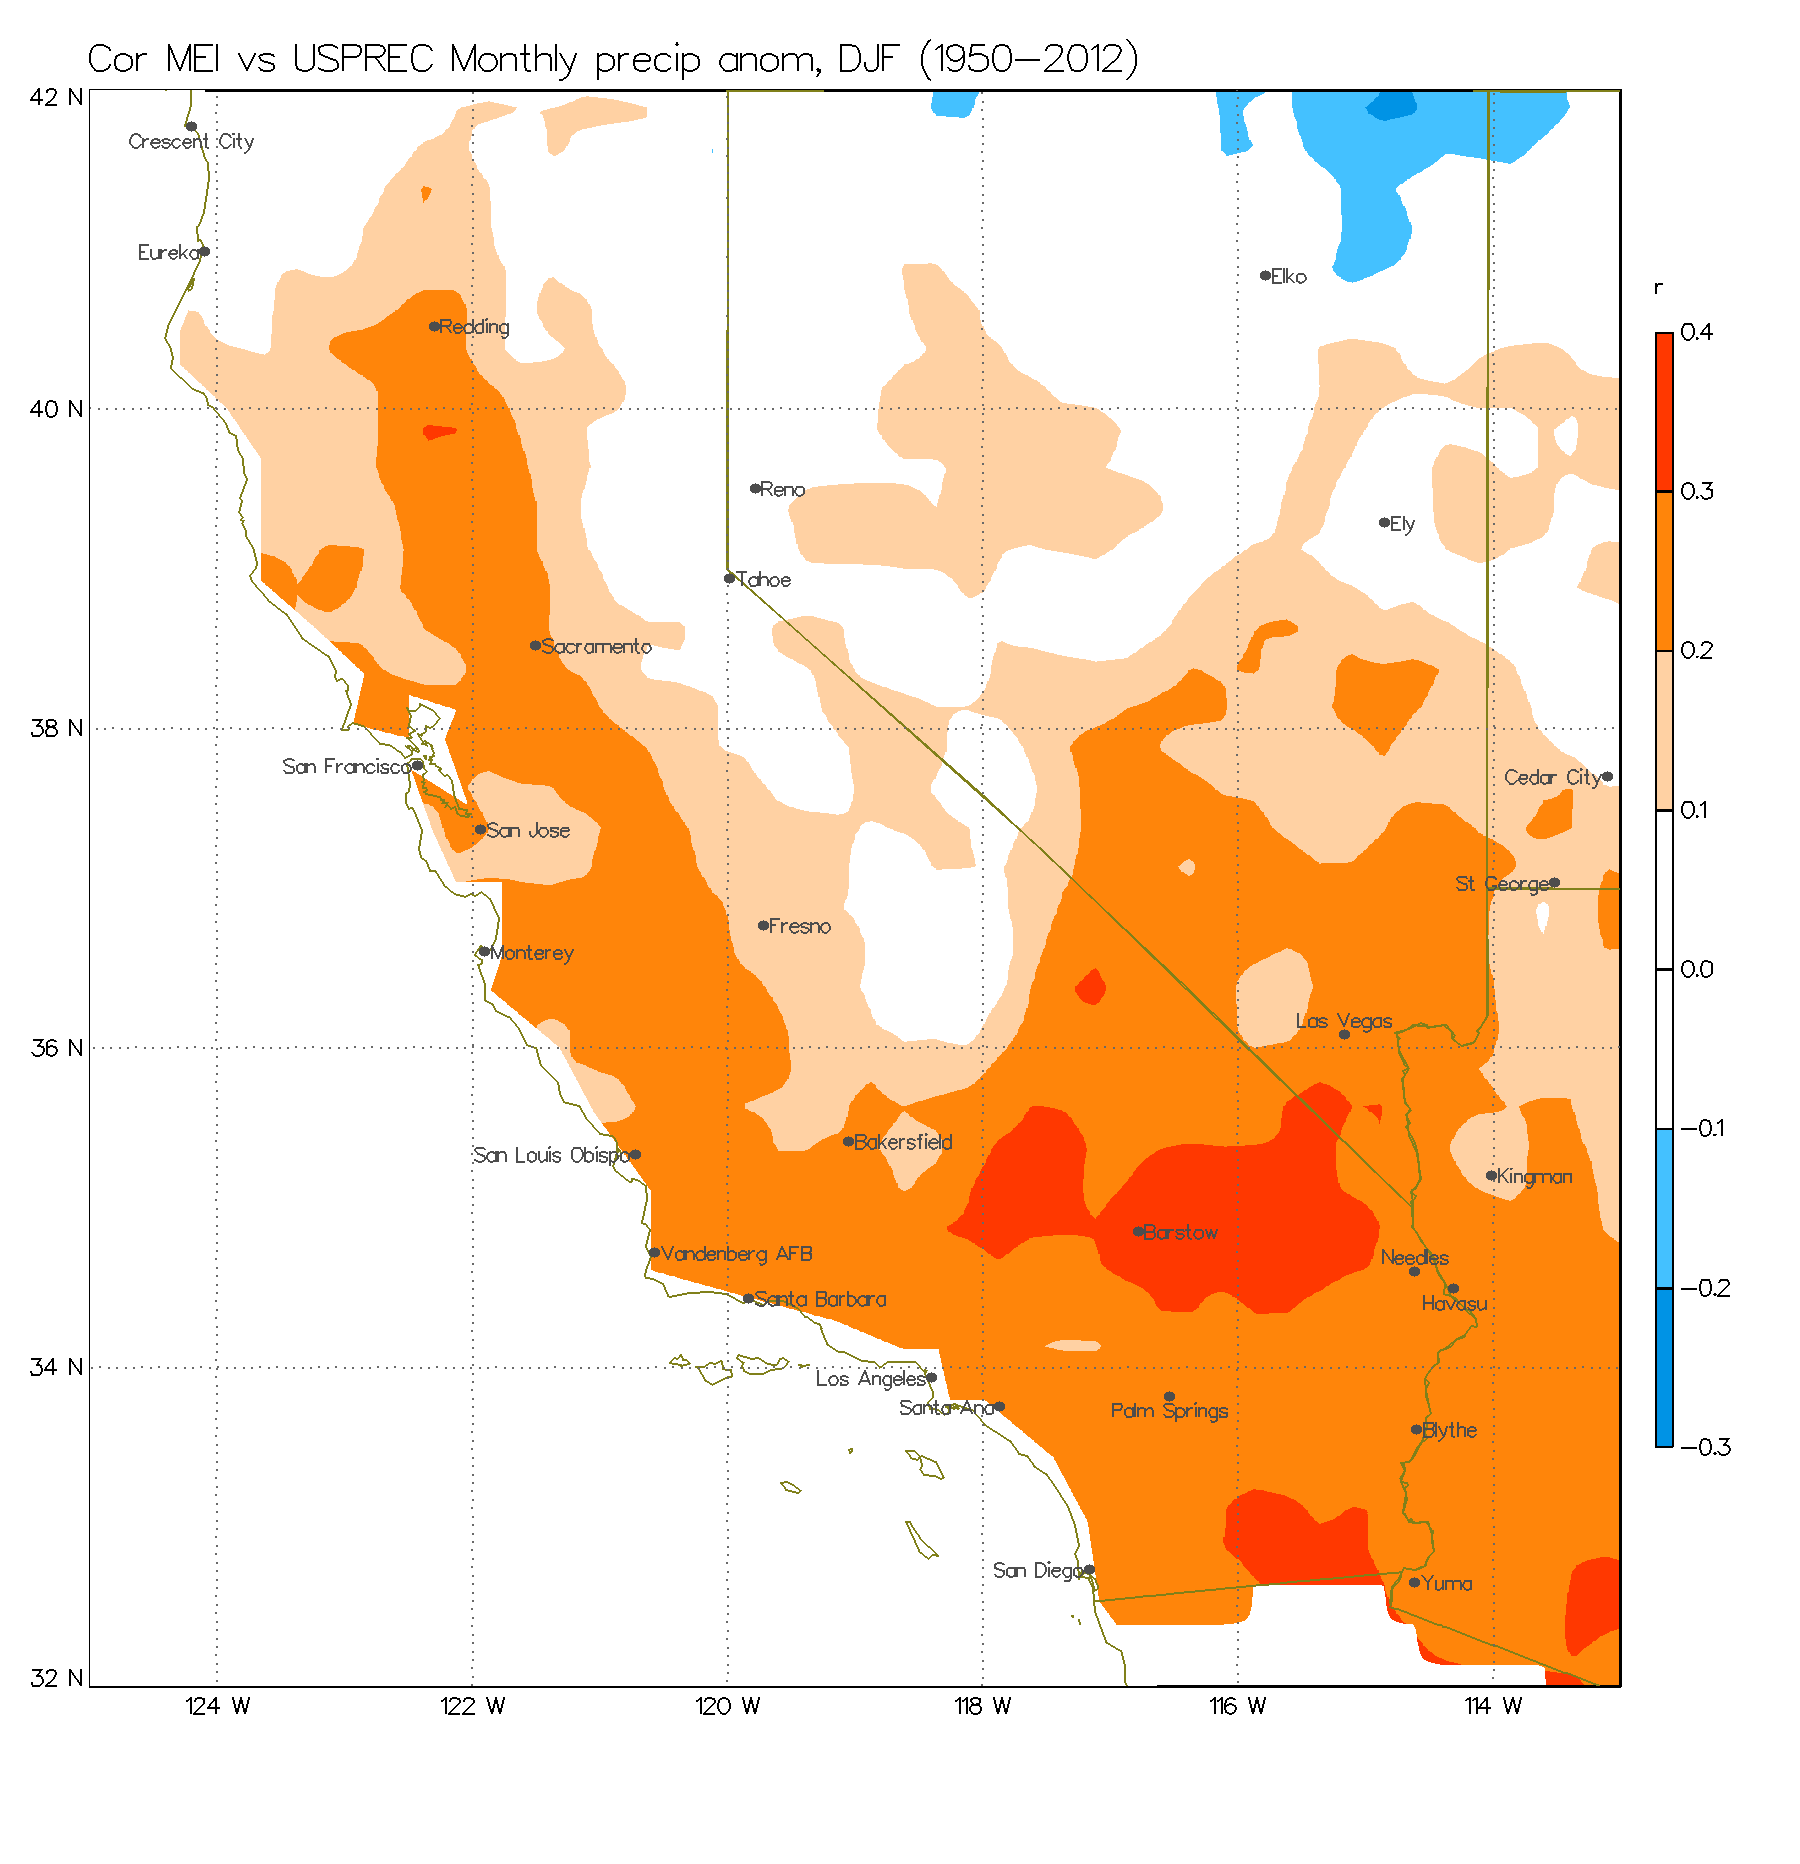 Cor MEI vs USPREC Monthly precip anom, DJF (1950-2012)
42 N
Crescent City
Eureka
Elko
r
Redding
0.4
40 N
Reno
0.3
Ely
Tahoe
Sacramento
0.2
38 N
San Francisco
Cedar City
0.1
San Jose
St George
Fresno
Monterey
0.0
Las Vegas
36 N
-0.1
Bakersfield
San Louis Obispo
Kingman
Barstow
Vandenberg AFB
Needles
-0.2
Santa Barbara
Havasu
34 N
Los Angeles
Santa Ana
Palm Springs
Blythe
-0.3
San Diego
Yuma
32 N
124 W
122 W
120 W
118 W
116 W
114 W